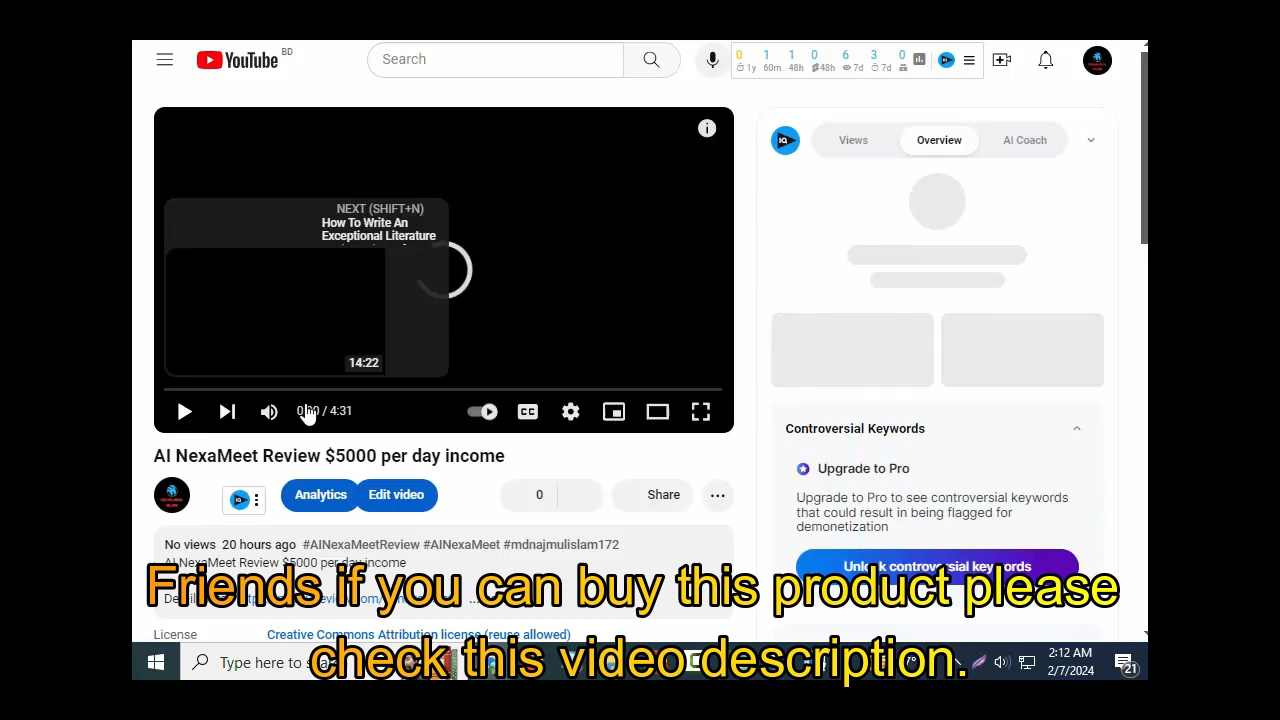 YouTube BD
Search
0 1 1 0 6 3 0
1y 60m 48h 48h 7d 7d
NEXT (SHIFT+N)
How To Write An
Exceptional Literature
14:22
/ 4:31
CC
IQ
Views Overview AI Coach
AI NexaMeet Review $5000 per day income
Analytics Edit video 0 Share
No views 20 hours ago #AINexaMeetReview #AINexaMeet #mdnajmulislam172
AI NexaMeet Review $5000 per day income
License Creative Commons Attribution license (reuse allowed)
Controversial Keywords
Upgrade to Pro
Upgrade to Pro to see controversial keywords
that could result in being flagged for
demonetization
Unlock controversial keywords
Friends if you can buy this product please
check this video description.
Type here to
2:12 AM
2/7/2024
21